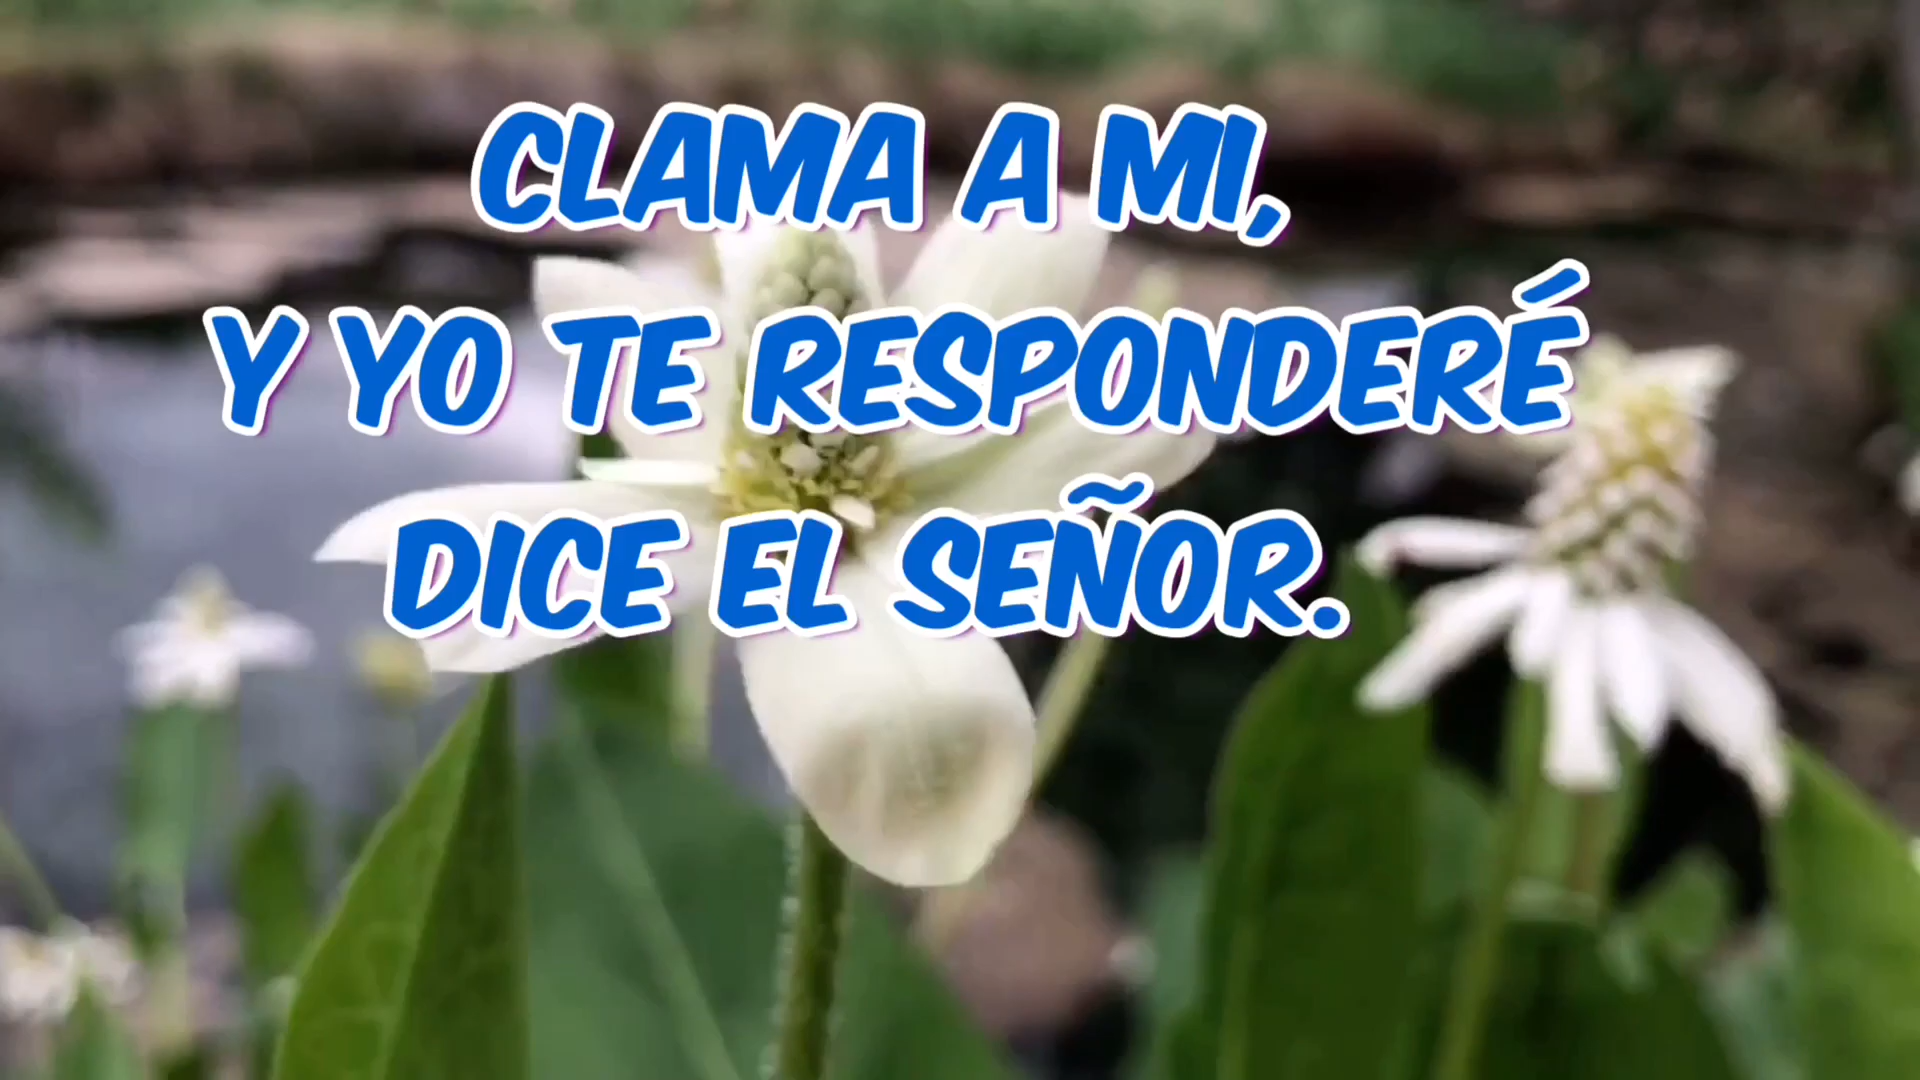 CLAMA A MI,
Y YO TE RESPONDERÉ
DICE EL SEÑOR.